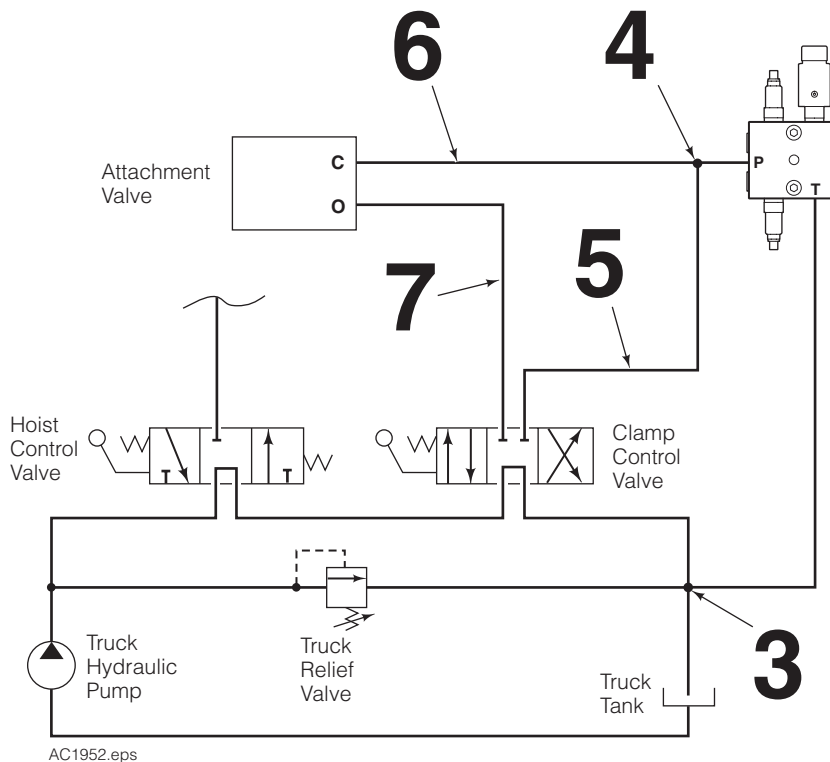 6
4
Attachment
Valve
C
O
P
T
7
5
Hoist
Control
Valve
Clamp
Control
Valve
Truck
Hydraulic
Pump
Truck
Relief
Valve
Truck
Tank
3
AC1952.eps